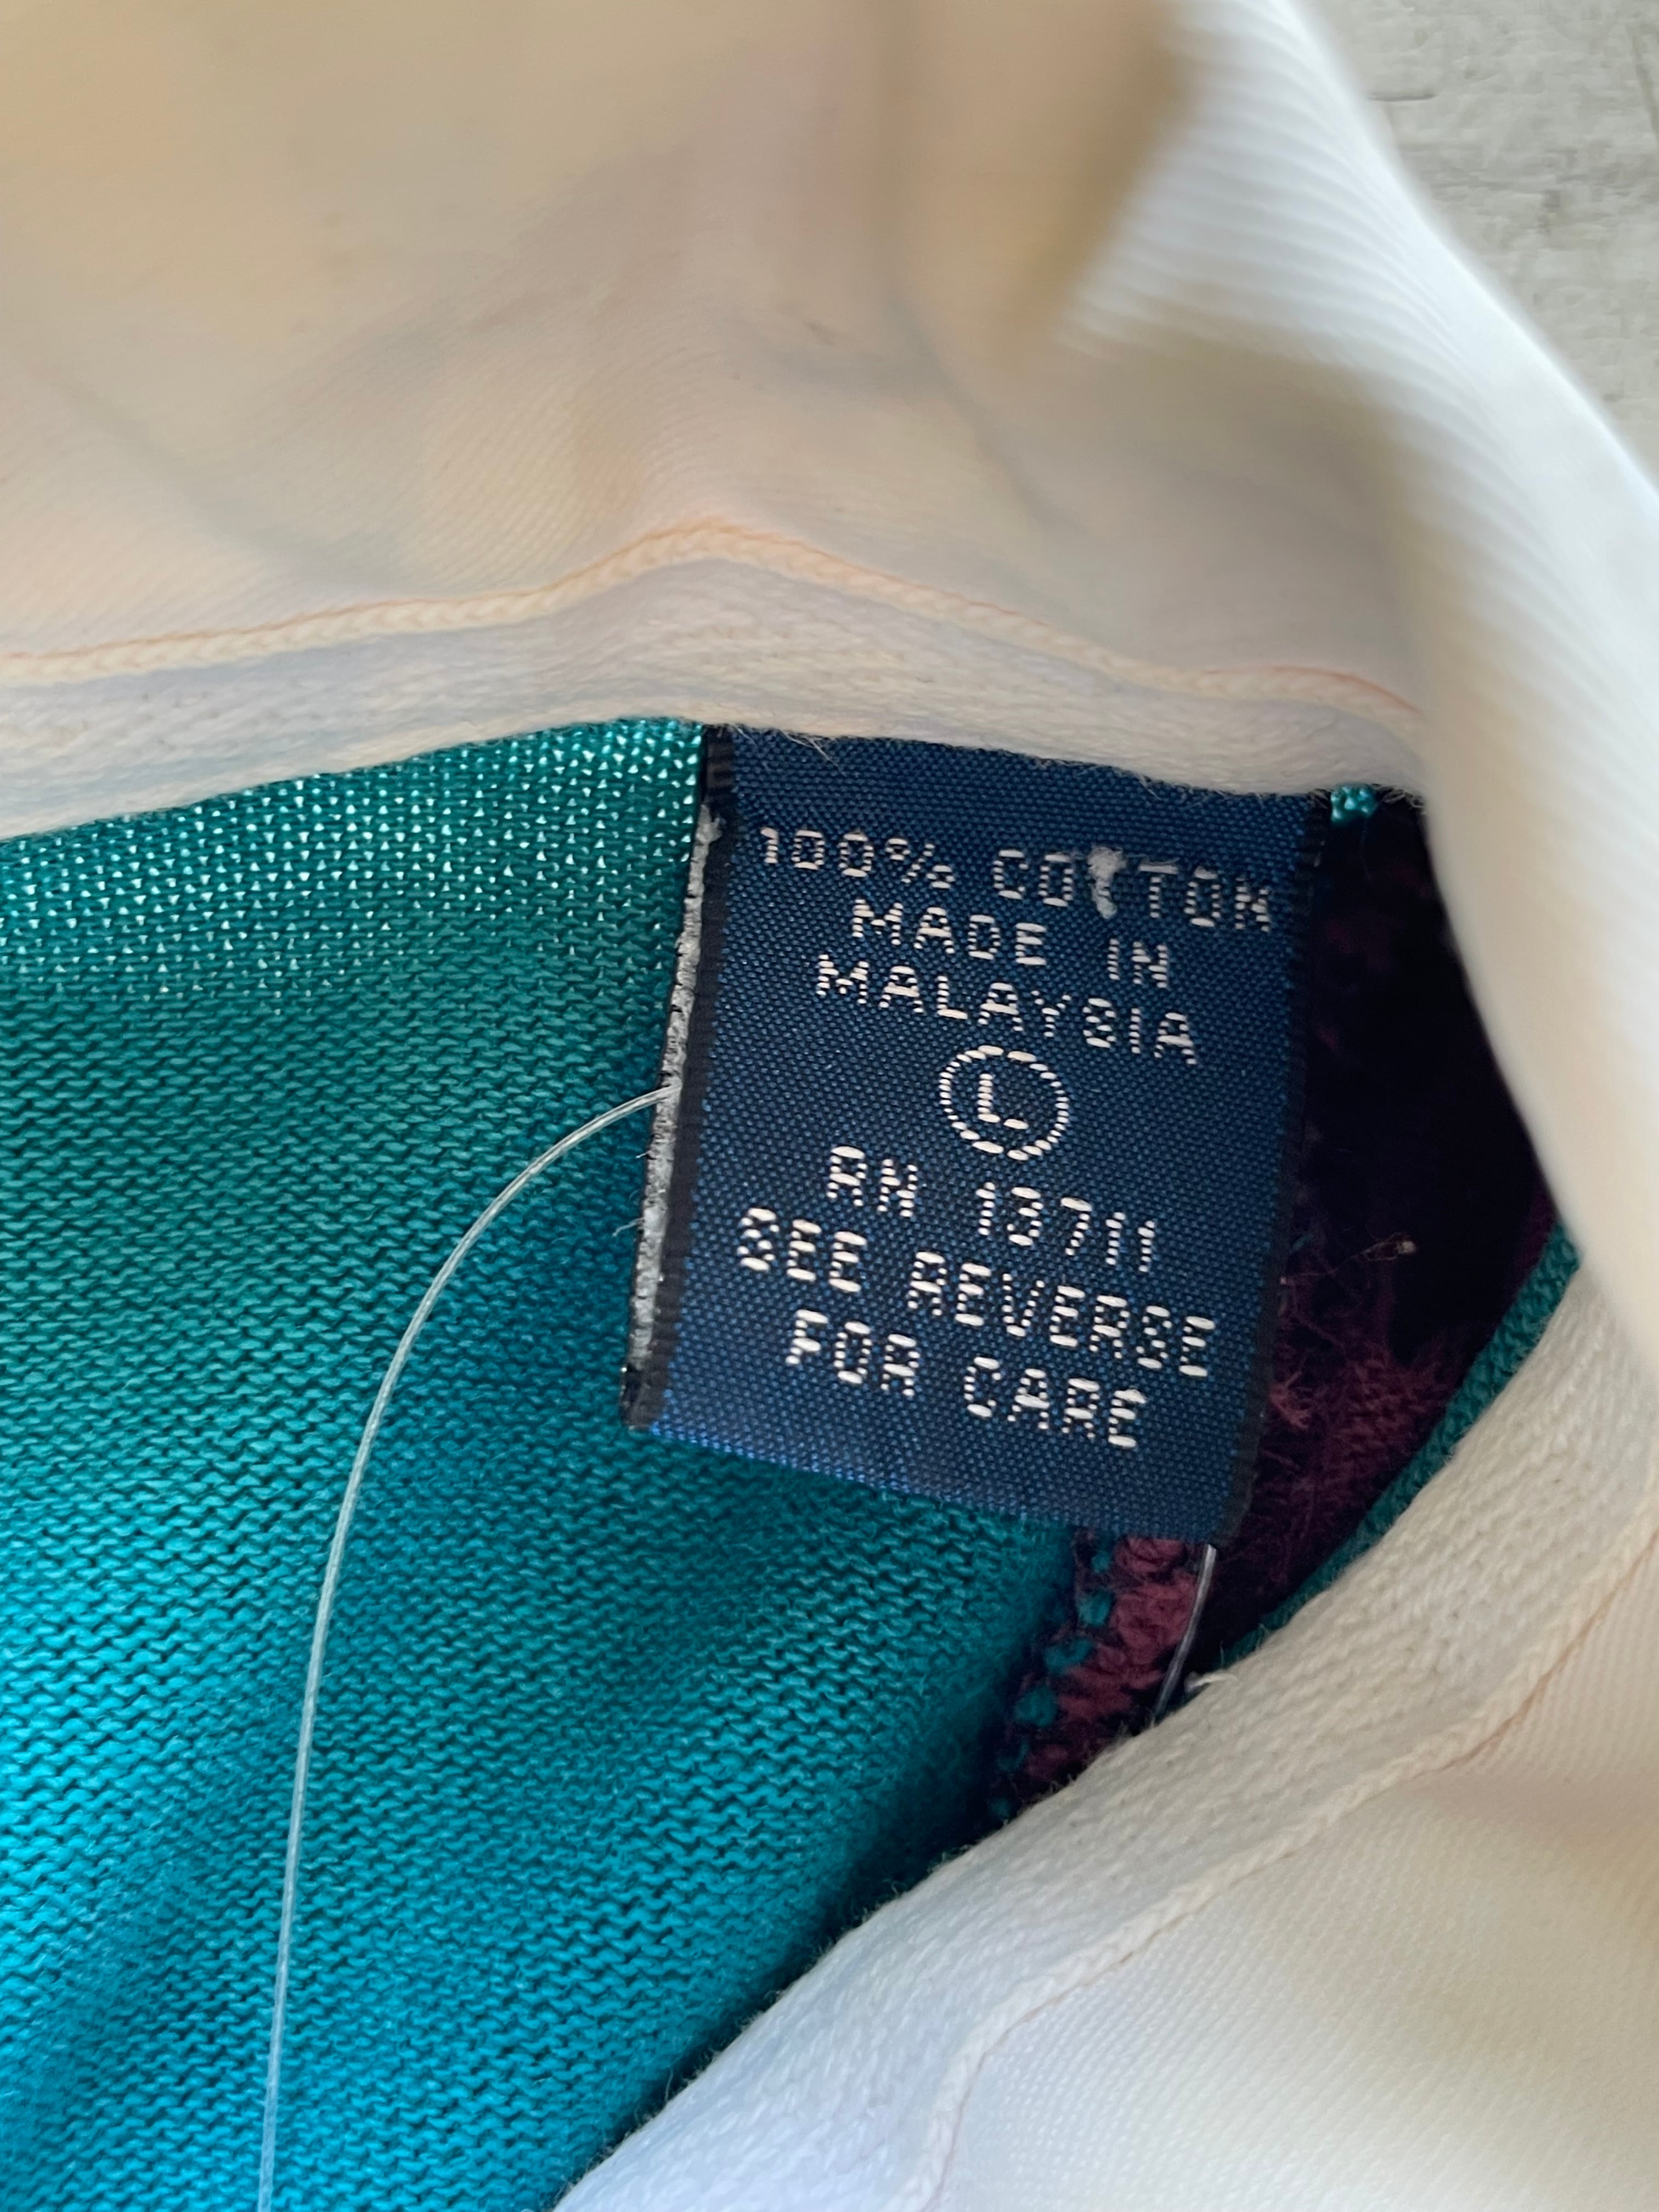 100% COTTON
MADE IN
MALAYSIA
L
RN 13711
SEE REVERSE
FOR CARE